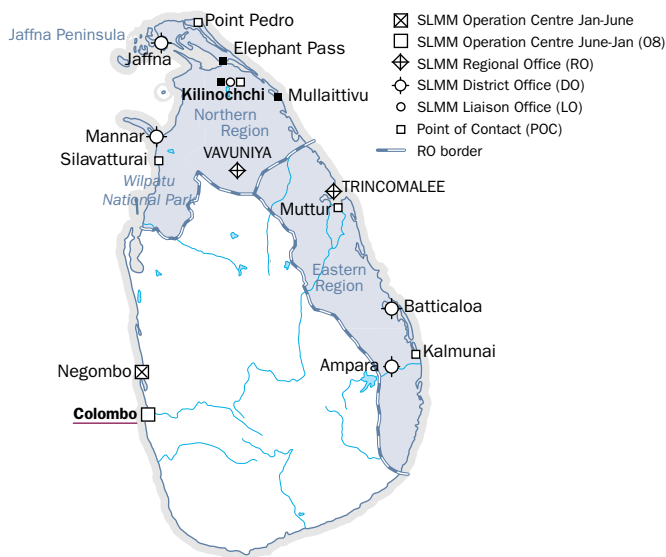 Point Pedro
Jaffna Peninsula
Jaffna
Elephant Pass
Kilinochchi
Mullaittivu
Northern
Region
Mannar
Silavatturai
VAVUNIYA
Wilpatu
National Park
TRINCOMALEE
Muttur
Eastern
Region
Batticaloa
Kalmunai
Ampara
Negombo
Colombo
SLMM Operation Centre Jan-June
SLMM Operation Centre June-Jan (08)
SLMM Regional Office (RO)
SLMM District Office (DO)
SLMM Liaison Office (LO)
Point of Contact (POC)
RO border